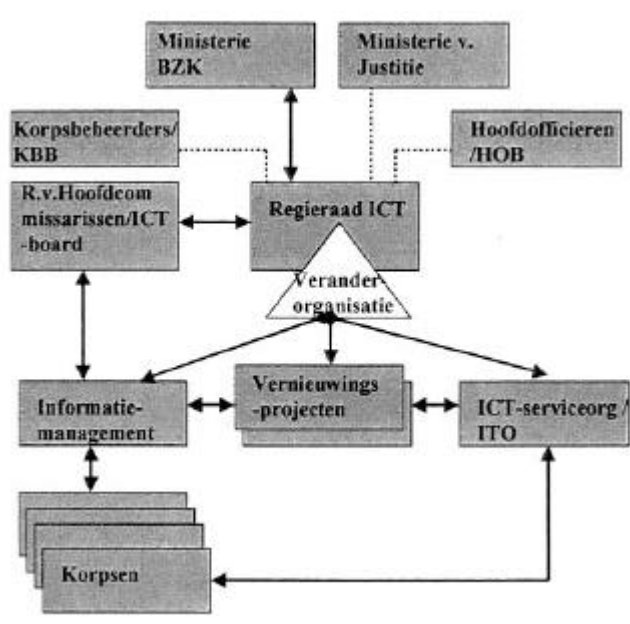 Ministerie
BZK
Ministerie v.
Justitie
Korpsbeheerders/
KBB
Hoofdofficieren
/HOB
R.v.Hoofdcom
missarissen/ICT
-board
Regieraad ICT
Verander-
organisatie
Informatie-
management
Vernieuwings
-projecten
ICT-serviceorg /
ITO
Korpsen